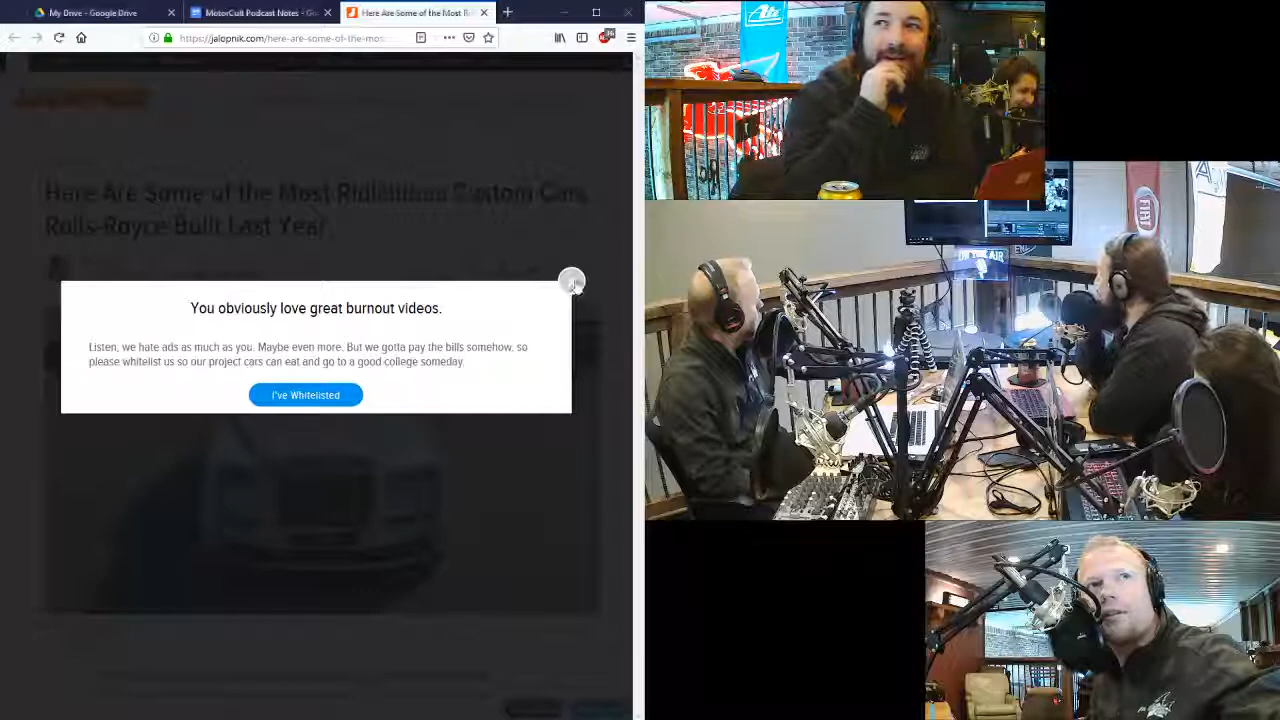 My Drive - Google Drive
MotorCult Podcast Notes - Go
Here Are Some of the Most R
https://jalopnik.com/here-are-some-of-the-mos
Here Are Some of the Most Ridiculous Custom Cars
Rolls-Royce Built Last Year
You obviously love great burnout videos.
Listen, we hate ads as much as you. Maybe even more. But we gotta pay the bills somehow, so
please whitelist us so our project cars can eat and go to a good college someday.
I've Whitelisted
Ate
ON THE AIR
FIAT